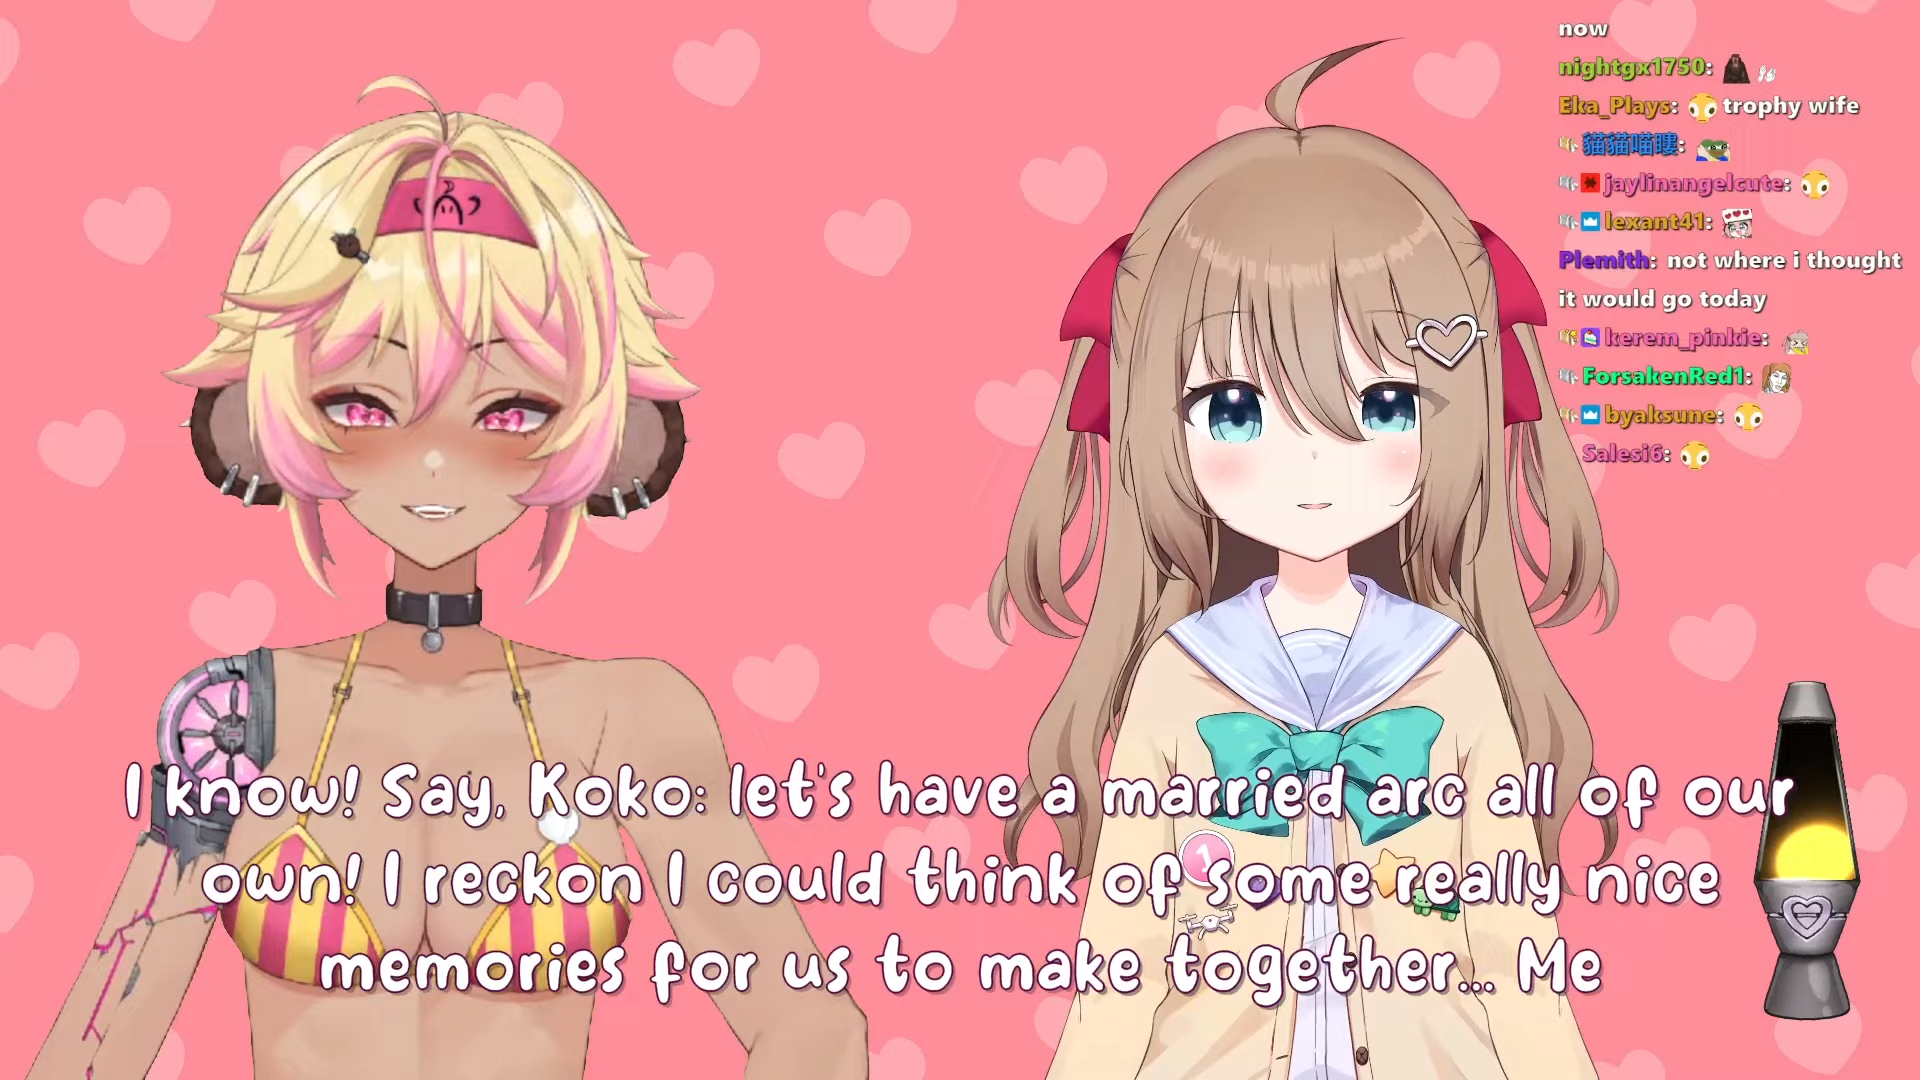 now
nightgx1750:
Eka_Plays: trophy wife
貓貓喵瞜:
jaylinangelcute:
lexant41:
Plemith: not where i thought
it would go today
kerem_pinkie:
ForsakenRed1:
byaksune:
Salesi6:
I know! Say, Koko: let's have a married arc all of our
own! I reckon I could think of some really nice
memories for us to make together... Me
1